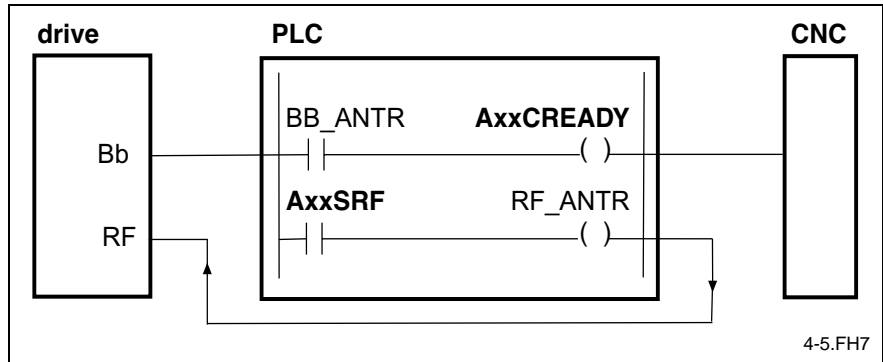 drive PLC CNC
BB_ANTR AxxCREADY
Bb ( )
AxxSRF RF_ANTR
RF ( )
4-5.FH7